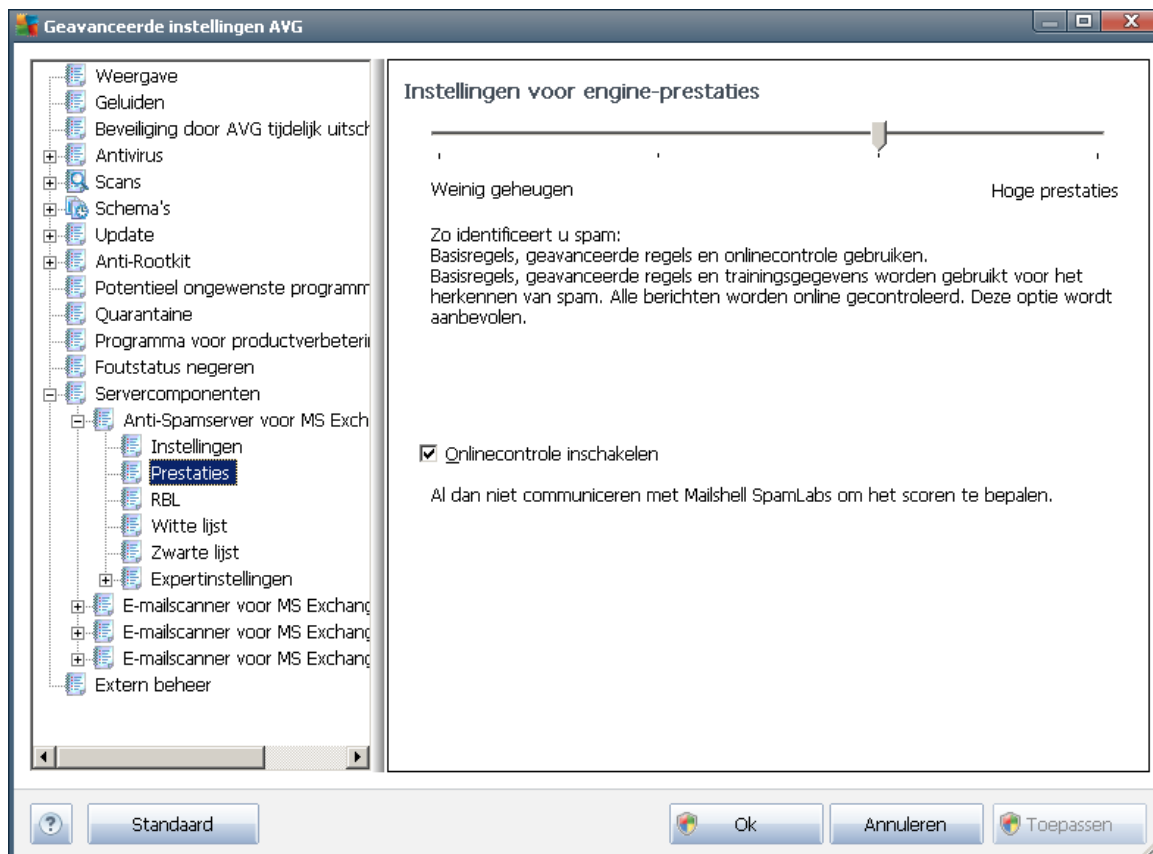 Geavanceerde instellingen AVG
Weergave
Geluiden
Beveiliging door AVG tijdelijk uitsch
Antivirus
Scans
Schema's
Update
Anti-Rootkit
Potentieel ongewenste programm
Quarantaine
Programma voor productverbeteri
Foutstatus negeren
Servercomponenten
Anti-Spamserver voor MS Exch
Instellingen
Prestaties
RBL
Witte lijst
Zwarte lijst
Expertinstellingen
E-mailscanner voor MS Exchang
E-mailscanner voor MS Exchang
E-mailscanner voor MS Exchang
Extern beheer
Instellingen voor engine-prestaties
Weinig geheugen
Hoge prestaties
Zo identificeert u spam:
Basisregels, geavanceerde regels en onlinecontrole gebruiken.
Basisregels, geavanceerde regels en trainingsgegevens worden gebruikt voor het
herkennen van spam. Alle berichten worden online gecontroleerd. Deze optie wordt
aanbevolen.
Onlinecontrole inschakelen
Al dan niet communiceren met Mailshell SpamLabs om het scoren te bepalen.
?
Standaard
Ok
Annuleren
Toepassen